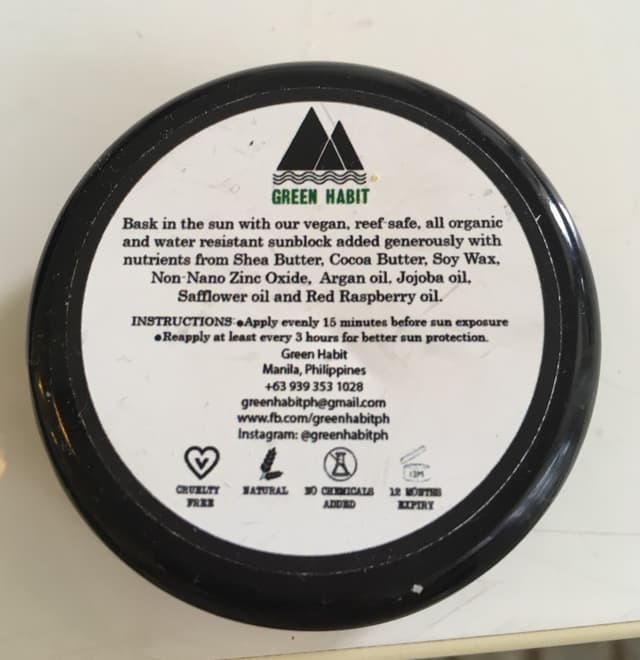 GREEN HABIT
Bask in the sun with our vegan, reef-safe, all organic
and water resistant sunblock added generously with
nutrients from Shea Butter, Cocoa Butter, Soy Wax,
Non-Nano Zinc Oxide, Argan oil, Jojoba oil,
Safflower oil and Red Raspberry oil.
INSTRUCTIONS:•Apply evenly 15 minutes before sun exposure
•Reapply at least every 3 hours for better sun protection.
Green Habit
Manila, Philippines
+63 939 353 1028
greenhabitph@gmail.com
www.fb.com/greenhabitph
Instagram: @greenhabitph
12M
CRUELTY FREE
NATURAL
NO CHEMICALS ADDED
12 MONTHS EXPIRY